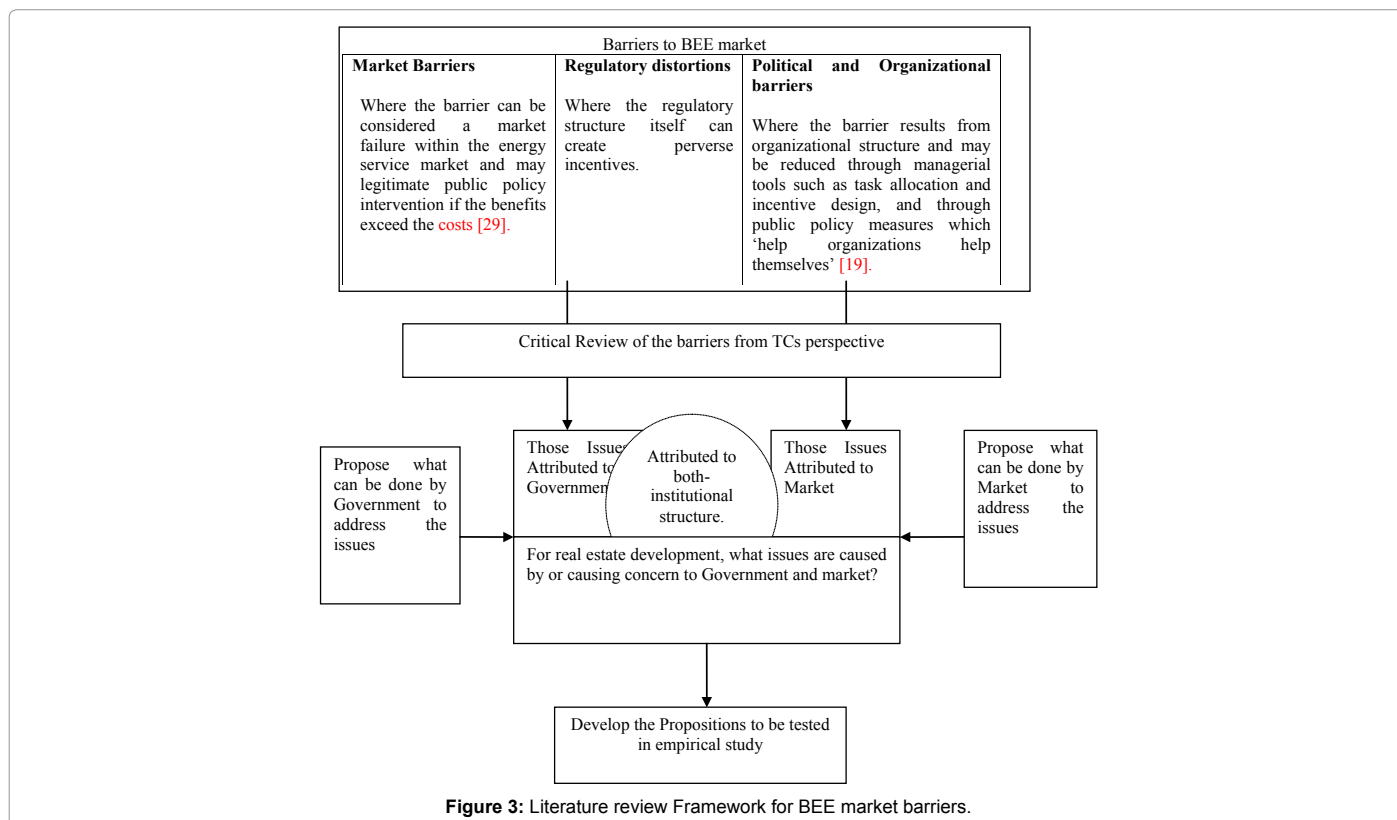 Barriers to BEE market
Market Barriers
Where the barrier can be
considered a market
failure within the energy
service market and may
legitimate public policy
intervention if the benefits
exceed the costs [29].
Regulatory distortions
Where the regulatory
structure itself can
create perverse
incentives.
Political and Organizational
barriers
Where the barrier results from
organizational structure and may
be reduced through managerial
tools such as task allocation and
incentive design, and through
public policy measures which
‘help organizations help
themselves’ [19].
Critical Review of the barriers from TCs perspective
Propose what
can be done by
Government to
address the
issues
Those Issues
Attributed to
Government
Attributed to
both-
institutional
structure.
Those Issues
Attributed to
Market
Propose what
can be done by
Market to
address the
issues
For real estate development, what issues are caused
by or causing concern to Government and market?
Develop the Propositions to be tested
in empirical study
Figure 3: Literature review Framework for BEE market barriers.